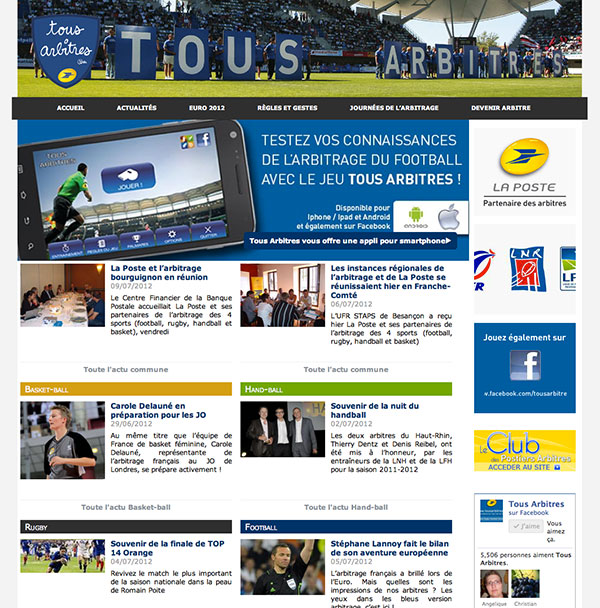 tous
arbitres
TOUS ARBITRES
ACCUEIL ACTUALITÉS EURO 2012 RÈGLES ET GESTES JOURNÉES DE L'ARBITRAGE DEVENIR ARBITRE
TOUS
ARBITRES
JOUER !
ENTRAINEMENT
RÈGLES DU JEU
PALMARES
OPTIONS
QUITTER
TESTEZ VOS CONNAISSANCES
DE L'ARBITRAGE DU FOOTBALL
AVEC LE JEU TOUS ARBITRES !
Disponible pour
Iphone / Ipad et Android
et également sur Facebook
Tous Arbitres vous offre une appli pour smartphone
LA POSTE
Partenaire des arbitres
LNR
La Poste et l'arbitrage
bourguignon en réunion
09/07/2012
Le Centre Financier de la Banque
Postale accueillait La Poste et ses
partenaires de l'arbitrage des 4
sports (football, rugby, handball et
basket), vendredi
Toute l'actu commune
Les instances régionales de
l'arbitrage et de La Poste se
réunissaient hier en Franche-
Comté
06/07/2012
L'UFR STAPS de Besançon a reçu
hier La Poste et ses partenaires de
l'arbitrage des 4 sports (football,
rugby, handball et basket)
Toute l'actu commune
Jouez également sur
w.facebook.com/tousarbitre
BASKET-BALL
Carole Delauné en
préparation pour les JO
29/06/2012
Au même titre que l'équipe de
France de basket féminine, Carole
Delauné, représentante de
l'arbitrage français au JO de
Londres, se prépare activement !
Toute l'actu Basket-ball
HAND-BALL
Souvenir de la nuit du
handball
02/07/2012
Les deux arbitres du Haut-Rhin,
Thierry Dentz et Denis Reibel, ont
été mis à l'honneur, par les
entraîneurs de la LNH et de la LFH
pour la saison 2011-2012
Toute l'actu Hand-ball
Le Club
des Postiers Arbitres
ACCEDER AU SITE
RUGBY
Souvenir de la finale de TOP
14 Orange
04/07/2012
Revivez le match le plus important
de la saison nationale dans la peau
de Romain Poite
FOOTBALL
Stéphane Lannoy fait le bilan
de son aventure européenne
05/07/2012
L'arbitrage français a brillé lors de
l'Euro. Mais quelles sont les
impressions de nos arbitres ? Les
yeux dans les bleus version
arbitrage, c'est ici !
Tous Arbitres
sur Facebook
J'aime
Vous
aimez
ça.
5,506 personnes aiment Tous
Arbitres.
Angelique Christian